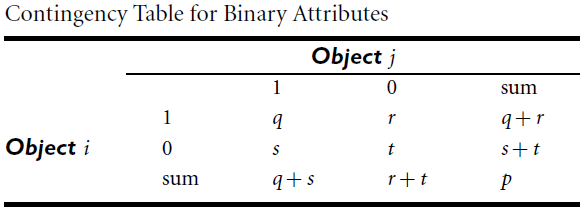 Contingency Table for Binary Attributes
Object j
1 0 sum
1 q r q+r
Object i 0 s t s+t
sum q+s r+t p